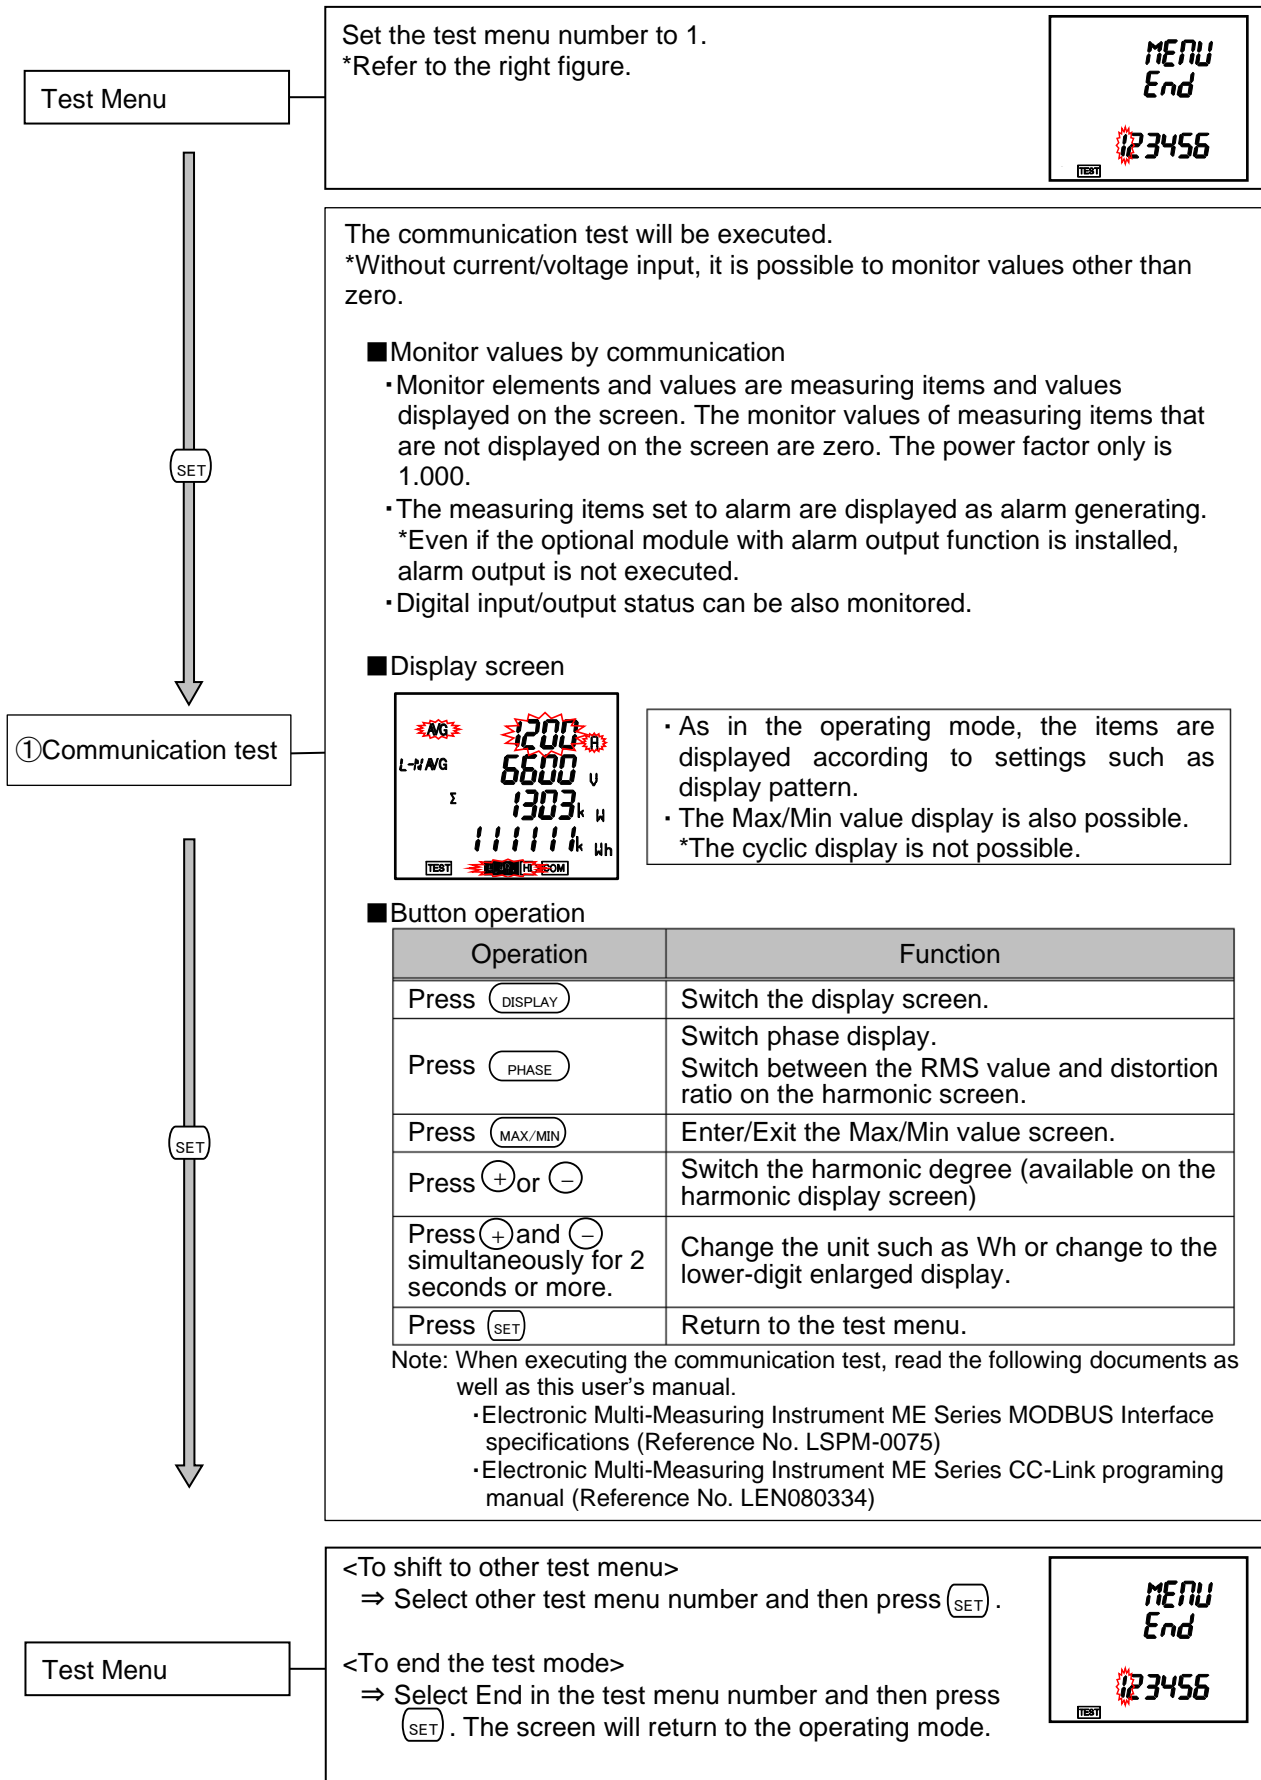 Test Menu
Set the test menu number to 1.
*Refer to the right figure.
MENU
End
123456
TEST
SET
①Communication test
The communication test will be executed.
*Without current/voltage input, it is possible to monitor values other than
zero.
■Monitor values by communication
・Monitor elements and values are measuring items and values
displayed on the screen. The monitor values of measuring items that
are not displayed on the screen are zero. The power factor only is
1.000.
・The measuring items set to alarm are displayed as alarm generating.
*Even if the optional module with alarm output function is installed,
alarm output is not executed.
・Digital input/output status can be also monitored.
■Display screen
AVG 1200 A
L-N AVG 6600 V
Σ 1303 k W
111111 k Wh
TEST HI COM
・As in the operating mode, the items are
displayed according to settings such as
display pattern.
・The Max/Min value display is also possible.
*The cyclic display is not possible.
■Button operation
Operation Function
Press DISPLAY Switch the display screen.
Press PHASE Switch phase display.
Switch between the RMS value and distortion
ratio on the harmonic screen.
Press MAX/MIN Enter/Exit the Max/Min value screen.
Press + or − Switch the harmonic degree (available on the
harmonic display screen)
Press + and −
simultaneously for 2
seconds or more.
Change the unit such as Wh or change to the
lower-digit enlarged display.
Press SET Return to the test menu.
Note: When executing the communication test, read the following documents as
well as this user's manual.
・Electronic Multi-Measuring Instrument ME Series MODBUS Interface
specifications (Reference No. LSPM-0075)
・Electronic Multi-Measuring Instrument ME Series CC-Link programing
manual (Reference No. LEN080334)
SET
Test Menu
<To shift to other test menu>
⇒ Select other test menu number and then press SET .
<To end the test mode>
⇒ Select End in the test menu number and then press
SET . The screen will return to the operating mode.
MENU
End
123456
TEST